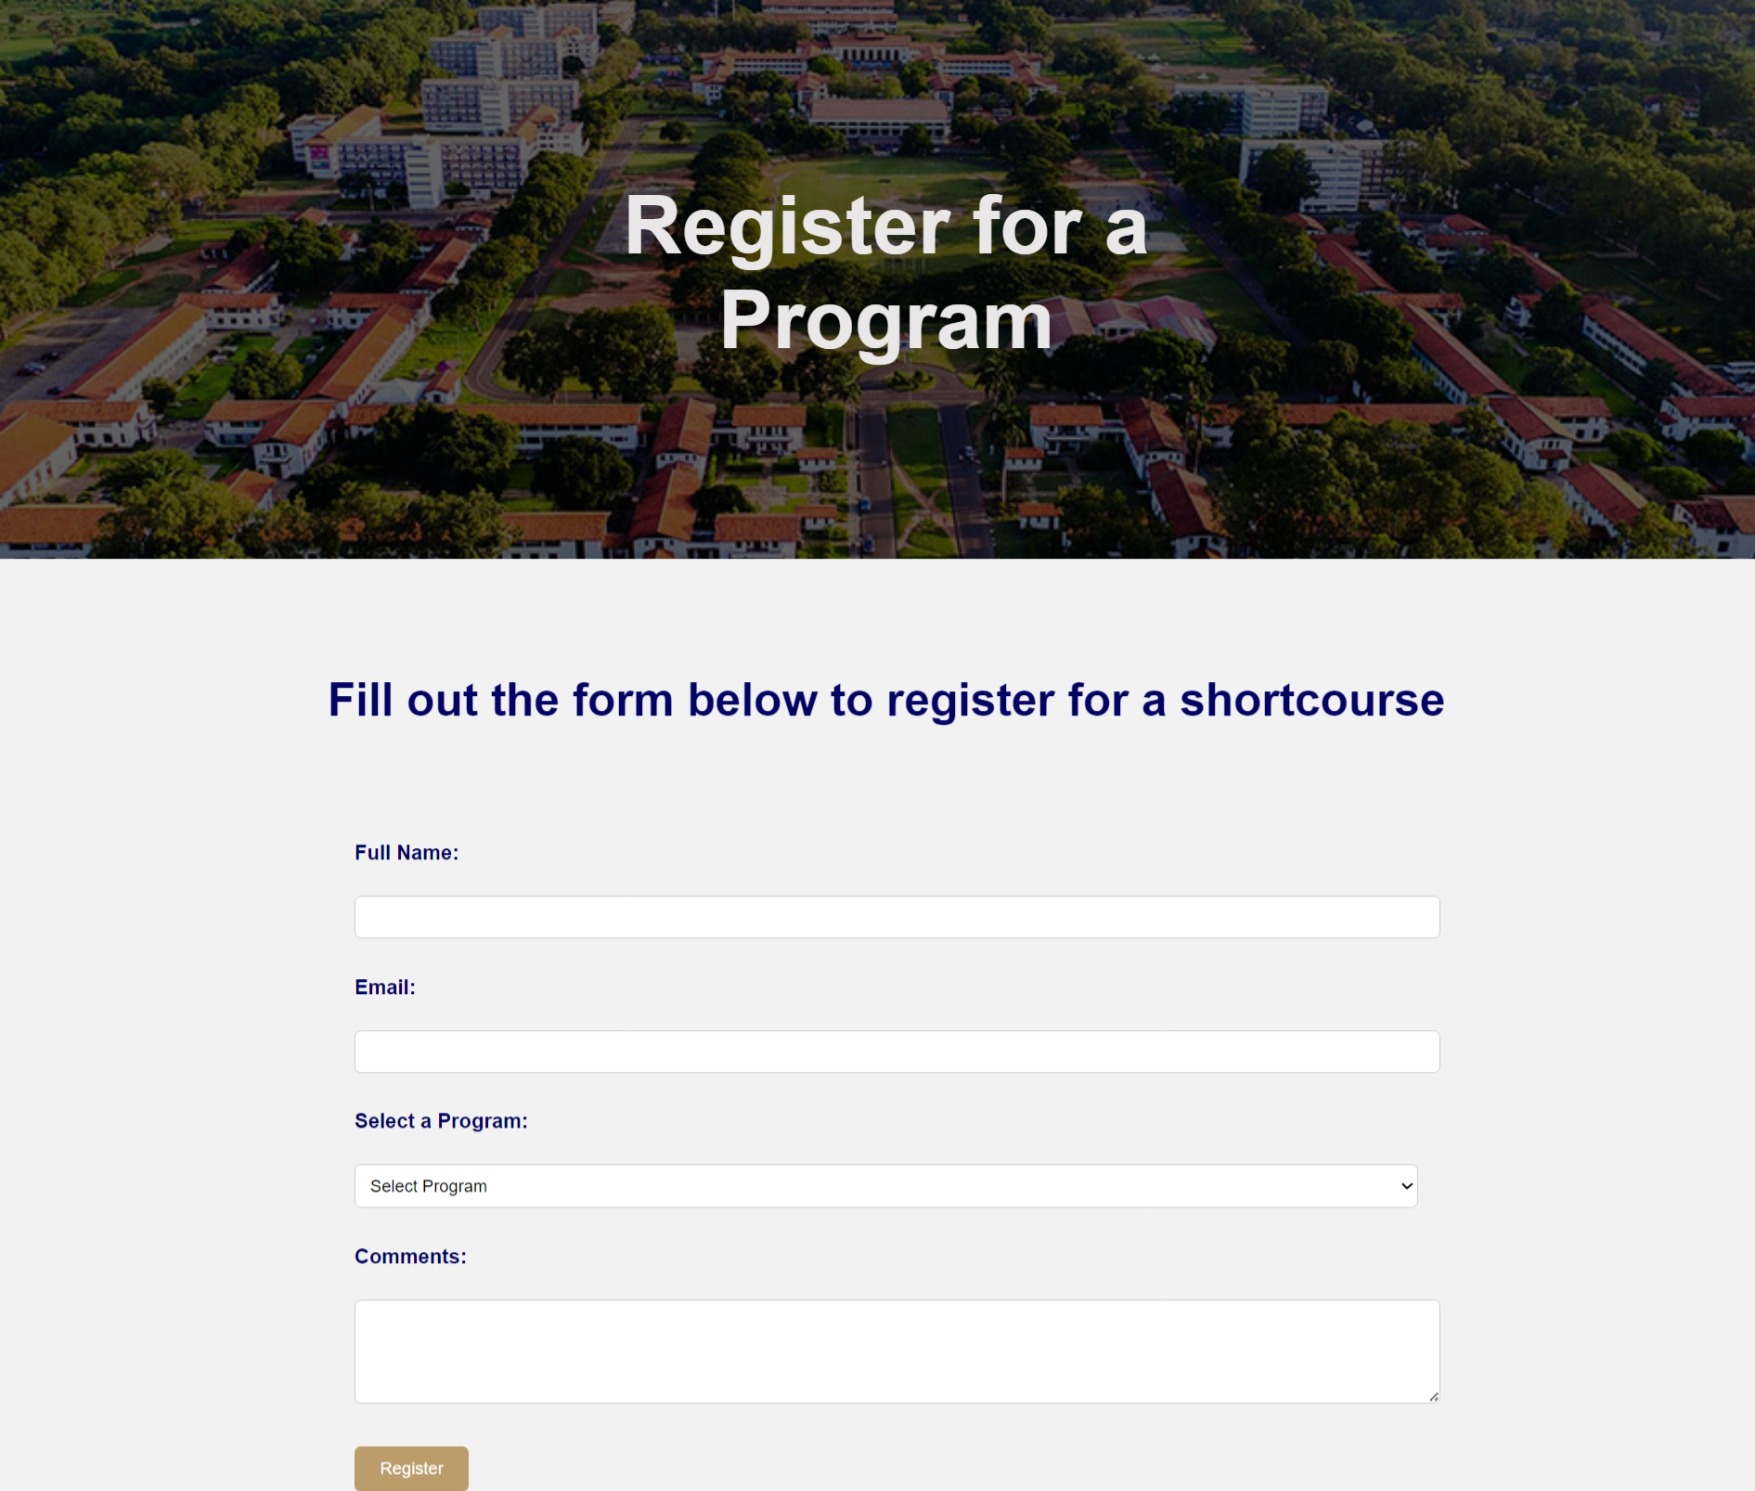 Register for a
Program
Fill out the form below to register for a shortcourse
Full Name:
Email:
Select a Program:
Select Program
Comments:
Register